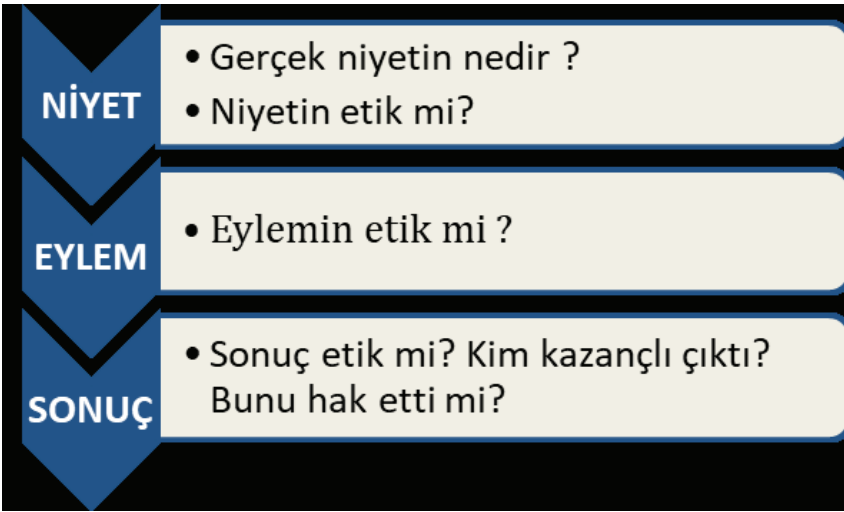 NİYET
• Gerçek niyetin nedir ?
• Niyetin etik mi?
EYLEM
• Eylemin etik mi ?
SONUÇ
• Sonuç etik mi? Kim kazançlı çıktı?
Bunu hak etti mi?